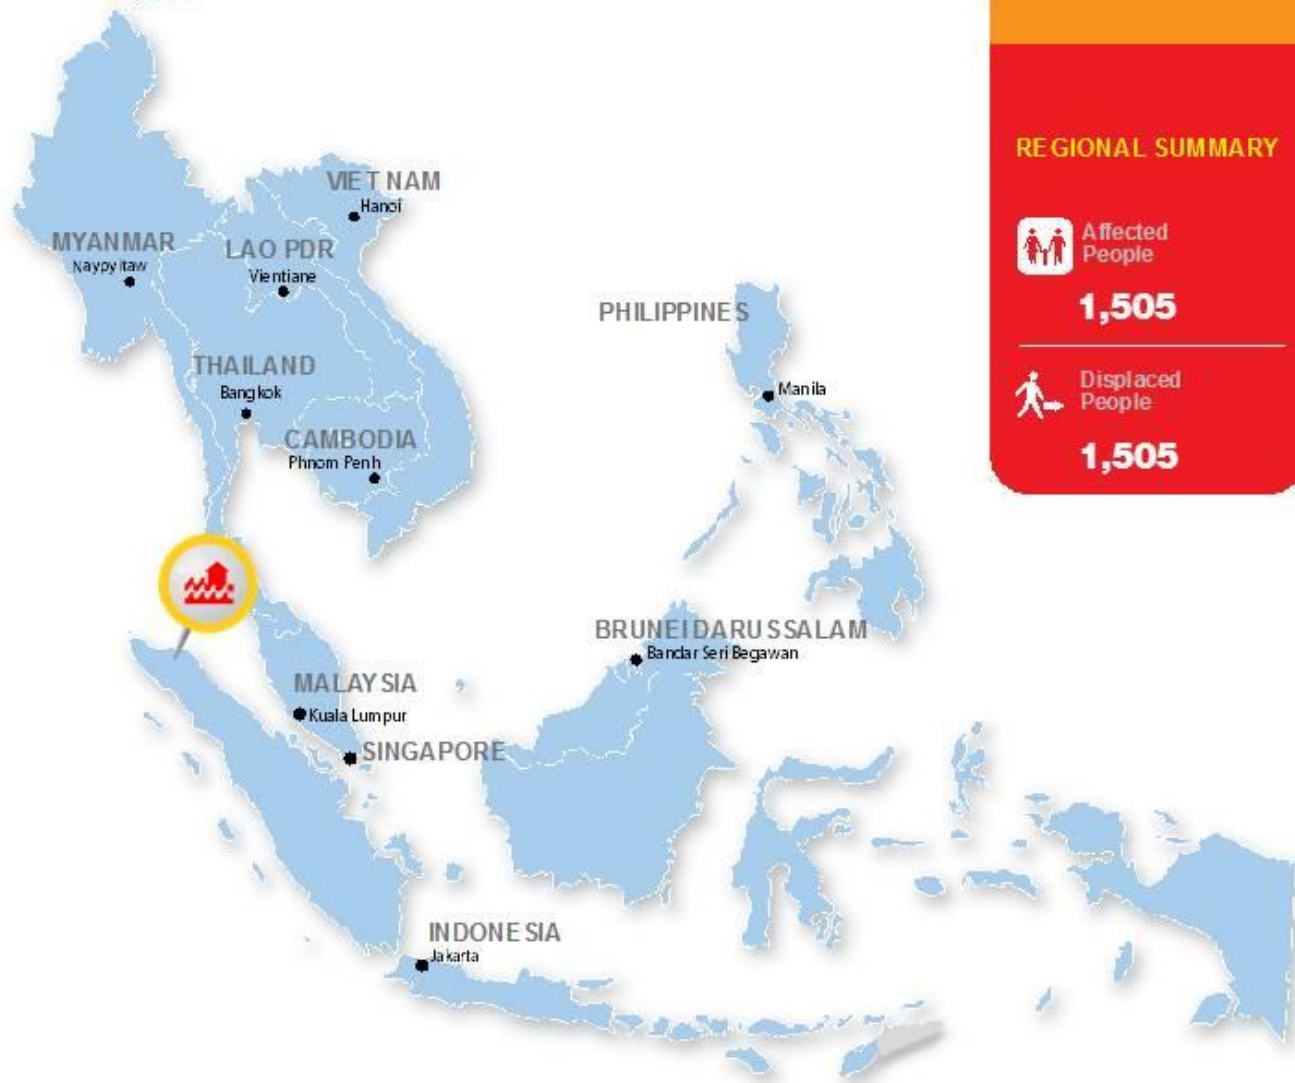 REGIONAL SUMMARY
Affected
People
1,505
Displaced
People
1,505
VIET NAM
Hanoi
MYANMAR
Naypyitaw
LAO PDR
Vientiane
PHILIPPINES
Manila
THAILAND
Bangkok
CAMBODIA
Phnom Penh
BRUNEI DARUSSALAM
Bandar Seri Begawan
MALAYSIA
Kuala Lumpur
SINGAPORE
INDONESIA
Jakarta